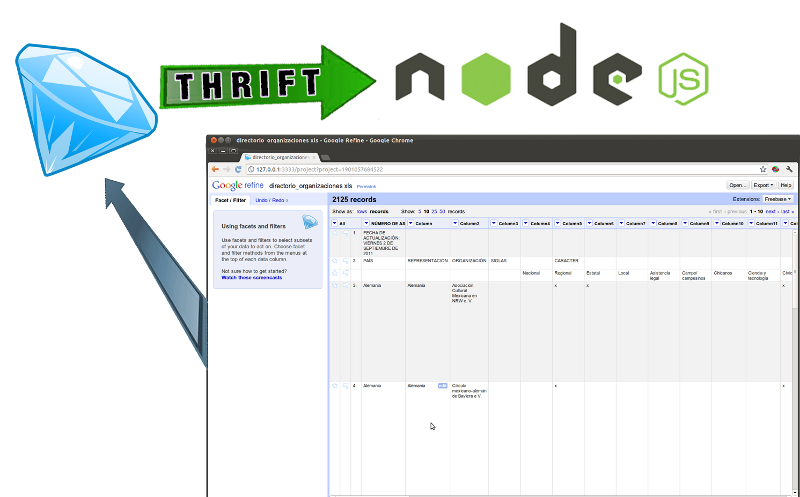 THRIFT
node
JS
directorio_organizaciones xls - Google Refine - Google Chrome
directorio_organizaciones
127.0.0.1:3333/project?project=1901057684522
Google refine directorio_organizaciones xls Permalink
Open... Export Help
Facet / Filter Undo / Redo
2125 records
Extensions: Freebase
Show as: rows records Show: 5 10 25 50 records
« first ‹ previous 1 - 10 next › last »
Using facets and filters
Use facets and filters to select subsets
of your data to act on. Choose facet
and filter methods from the menus at
the top of each data column.
Not sure how to get started?
Watch these screencasts
All NÚMERO DE AS Column Column2 Column3 Column4 Column5 Column6 Column7 Column8 Column9 Column10 Column11
1 FECHA DE
ACTUALIZACIÓN
VIERNES 2 DE
SEPTIEMBRE DE
2011
2 PAÍS REPRESENTACION ORGANIZACIÓN SIGLAS CARACTER
Nacional Regional Estatal Local Asistencia
legal
Campo/
campesinos
Chicanos Ciencia y
tecnología
Cívic
3 Alemania Alemania Asociación
Cultural
Mexicana en
NRW e. V.
x x x
4 Alemania Alemania edit Círculo
mexicano-alemán
de Baviera e V.
x x